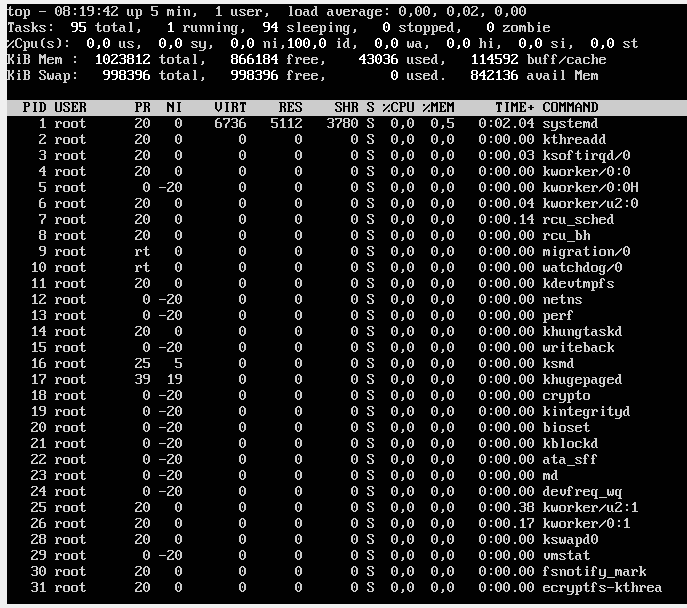 top - 08:19:42 up 5 min,  1 user,  load average: 0,00, 0,02, 0,00
Tasks:  95 total,   1 running,  94 sleeping,   0 stopped,   0 zombie
%Cpu(s):  0,0 us,  0,0 sy,  0,0 ni,100,0 id,  0,0 wa,  0,0 hi,  0,0 si,  0,0 st
KiB Mem :  1023812 total,   866184 free,    43036 used,   114592 buff/cache
KiB Swap:   998396 total,   998396 free,        0 used.   842136 avail Mem
PID USER      PR  NI    VIRT    RES    SHR S %CPU %MEM     TIME+ COMMAND
1 root      20   0    6736   5112   3780 S  0,0  0,5   0:02.04 systemd
2 root      20   0       0      0      0 S  0,0  0,0   0:00.00 kthreadd
3 root      20   0       0      0      0 S  0,0  0,0   0:00.03 ksoftirqd/0
4 root      20   0       0      0      0 S  0,0  0,0   0:00.00 kworker/0:0
5 root       0 -20       0      0      0 S  0,0  0,0   0:00.00 kworker/0:0H
6 root      20   0       0      0      0 S  0,0  0,0   0:00.04 kworker/u2:0
7 root      20   0       0      0      0 S  0,0  0,0   0:00.14 rcu_sched
8 root      20   0       0      0      0 S  0,0  0,0   0:00.00 rcu_bh
9 root      rt   0       0      0      0 S  0,0  0,0   0:00.00 migration/0
10 root      rt   0       0      0      0 S  0,0  0,0   0:00.00 watchdog/0
11 root      20   0       0      0      0 S  0,0  0,0   0:00.00 kdevtmpfs
12 root       0 -20       0      0      0 S  0,0  0,0   0:00.00 netns
13 root       0 -20       0      0      0 S  0,0  0,0   0:00.00 perf
14 root      20   0       0      0      0 S  0,0  0,0   0:00.00 khungtaskd
15 root       0 -20       0      0      0 S  0,0  0,0   0:00.00 writeback
16 root      25   5       0      0      0 S  0,0  0,0   0:00.00 ksmd
17 root      39  19       0      0      0 S  0,0  0,0   0:00.00 khugepaged
18 root       0 -20       0      0      0 S  0,0  0,0   0:00.00 crypto
19 root       0 -20       0      0      0 S  0,0  0,0   0:00.00 kintegrityd
20 root       0 -20       0      0      0 S  0,0  0,0   0:00.00 bioset
21 root       0 -20       0      0      0 S  0,0  0,0   0:00.00 kblockd
22 root       0 -20       0      0      0 S  0,0  0,0   0:00.00 ata_sff
23 root       0 -20       0      0      0 S  0,0  0,0   0:00.00 md
24 root       0 -20       0      0      0 S  0,0  0,0   0:00.00 devfreq_wq
25 root      20   0       0      0      0 S  0,0  0,0   0:00.38 kworker/u2:1
26 root      20   0       0      0      0 S  0,0  0,0   0:00.17 kworker/0:1
28 root      20   0       0      0      0 S  0,0  0,0   0:00.00 kswapd0
29 root       0 -20       0      0      0 S  0,0  0,0   0:00.00 vmstat
30 root      20   0       0      0      0 S  0,0  0,0   0:00.00 fsnotify_mark
31 root      20   0       0      0      0 S  0,0  0,0   0:00.00 ecryptfs-kthrea